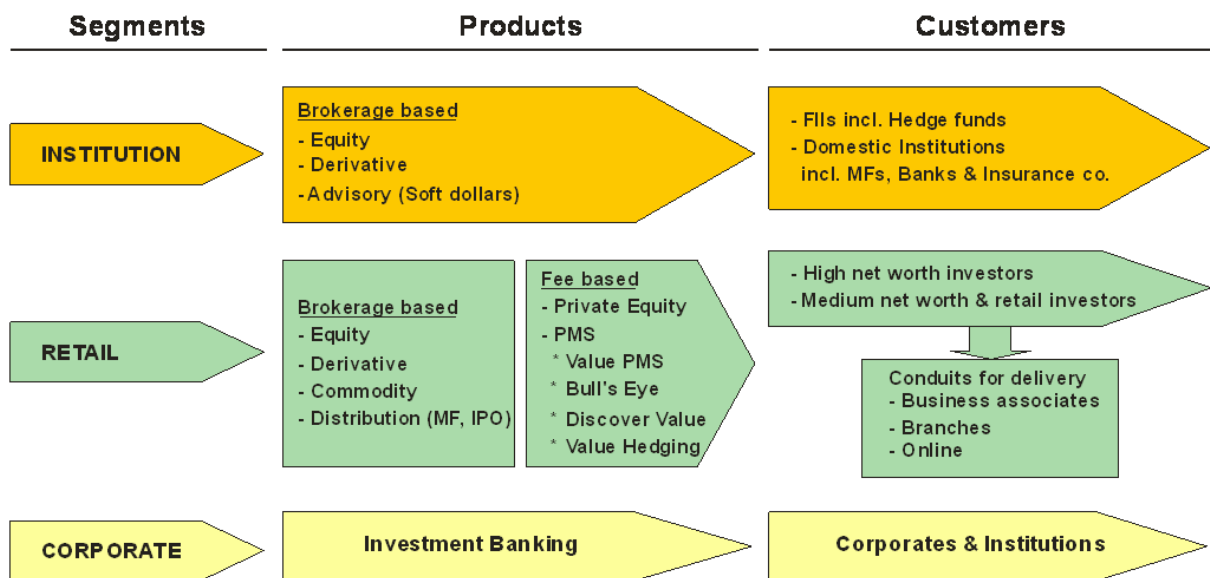 Segments
Products
Customers
INSTITUTION
Brokerage based
- Equity
- Derivative
- Advisory (Soft dollars)
- FIIs incl. Hedge funds
- Domestic Institutions
incl. MFs, Banks & Insurance co.
RETAIL
Brokerage based
- Equity
- Derivative
- Commodity
- Distribution (MF, IPO)
Fee based
- Private Equity
- PMS
* Value PMS
* Bull's Eye
* Discover Value
* Value Hedging
- High net worth investors
- Medium net worth & retail investors
Conduits for delivery
- Business associates
- Branches
- Online
CORPORATE
Investment Banking
Corporates & Institutions